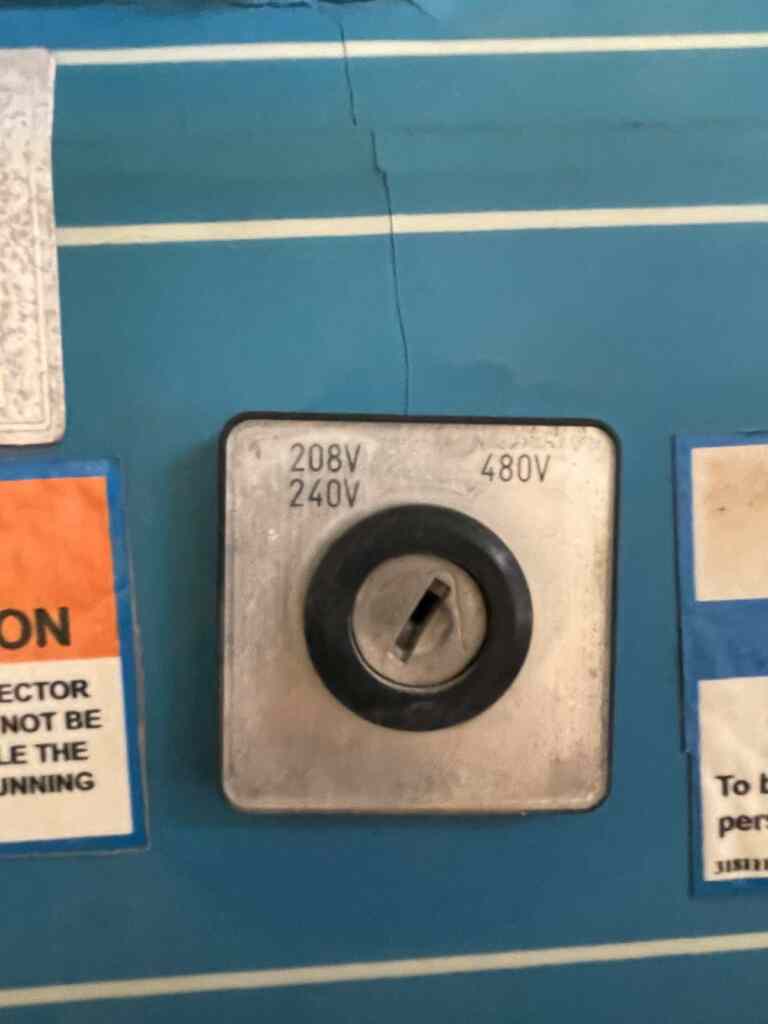 208V
240V
480V
ON
ECTOR
NOT BE
LE THE
UNNING
To b
pers